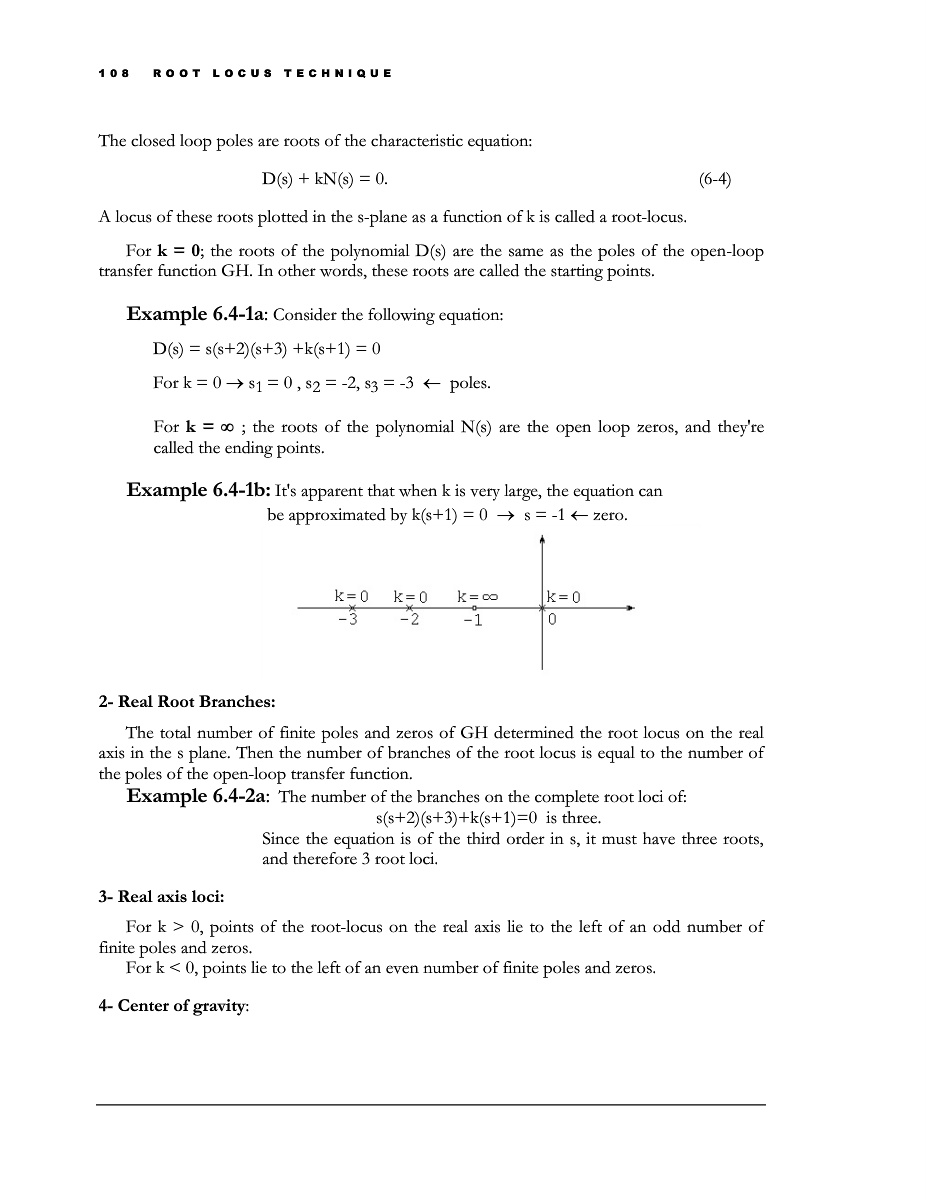 108 ROOT LOCUS TECHNIQUE
The closed loop poles are roots of the characteristic equation:
D(s) + kN(s) = 0. (6-4)
A locus of these roots plotted in the s-plane as a function of k is called a root-locus.
For k = 0; the roots of the polynomial D(s) are the same as the poles of the open-loop
transfer function GH. In other words, these roots are called the starting points.
Example 6.4-1a: Consider the following equation:
D(s) = s(s+2)(s+3) +k(s+1) = 0
For k = 0 → s1 = 0 , s2 = -2, s3 = -3 ← poles.
For k = ∞ ; the roots of the polynomial N(s) are the open loop zeros, and they're
called the ending points.
Example 6.4-1b: It's apparent that when k is very large, the equation can
be approximated by k(s+1) = 0 → s = -1 ← zero.
k=0 k=0 k=∞ k=0
-3 -2 -1 0
2- Real Root Branches:
The total number of finite poles and zeros of GH determined the root locus on the real
axis in the s plane. Then the number of branches of the root locus is equal to the number of
the poles of the open-loop transfer function.
Example 6.4-2a: The number of the branches on the complete root loci of:
s(s+2)(s+3)+k(s+1)=0 is three.
Since the equation is of the third order in s, it must have three roots,
and therefore 3 root loci.
3- Real axis loci:
For k > 0, points of the root-locus on the real axis lie to the left of an odd number of
finite poles and zeros.
For k < 0, points lie to the left of an even number of finite poles and zeros.
4- Center of gravity: